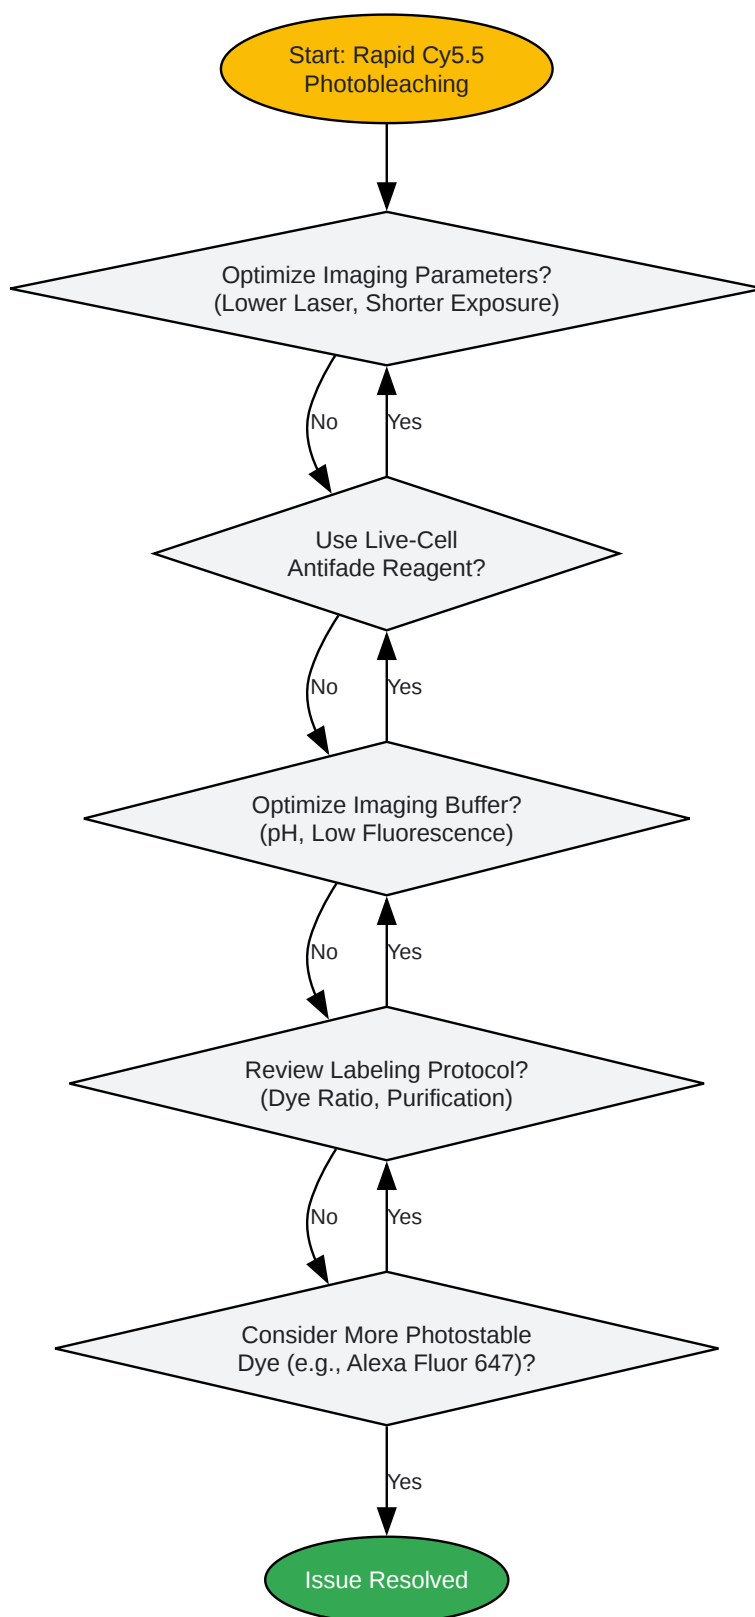 Start: Rapid Cy5.5
Photobleaching
Optimize Imaging Parameters?
(Lower Laser, Shorter Exposure)
No
Yes
Use Live-Cell
Antifade Reagent?
No
Yes
Optimize Imaging Buffer?
(pH, Low Fluorescence)
No
Yes
Review Labeling Protocol?
(Dye Ratio, Purification)
No
Yes
Consider More Photostable
Dye (e.g., Alexa Fluor 647)?
Yes
Issue Resolved